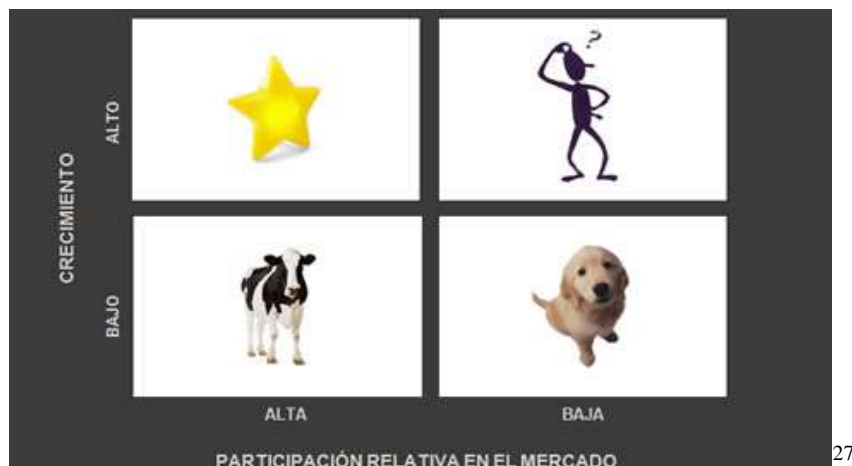 ?
ALTO
CRECIMIENTO
BAJO
ALTA BAJA
PARTICIPACIÓN RELATIVA EN EL MERCADO
27